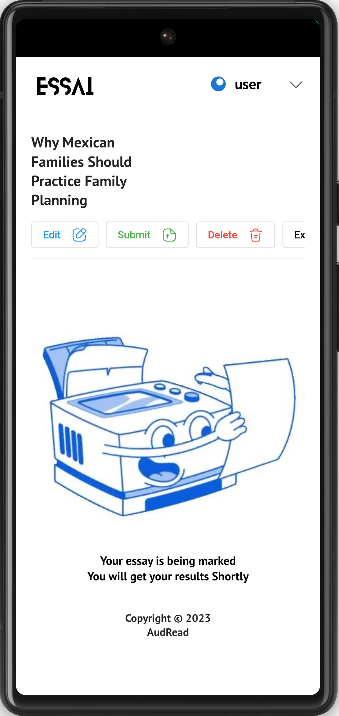 ESSAI
user
Why Mexican
Families Should
Practice Family
Planning
Edit
Submit
Delete
Ex
Your essay is being marked
You will get your results Shortly
Copyright © 2023
AudRead